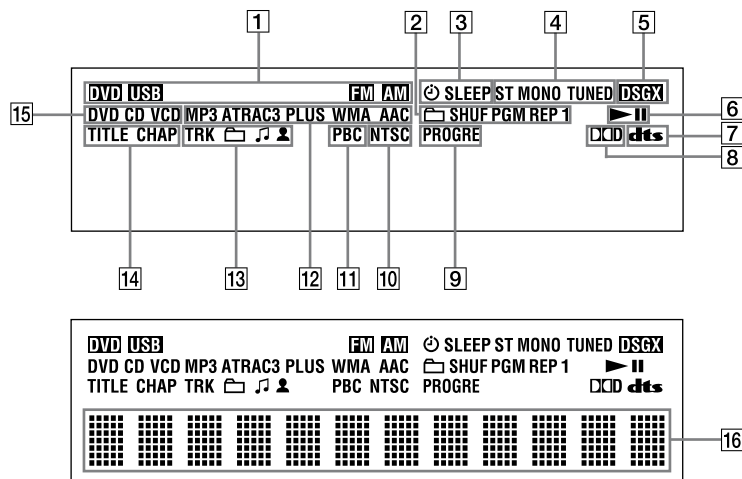 1 2 3 4 5
DVD USB FM AM SLEEP ST MONO TUNED DSGX
15 DVD CD VCD MP3 ATRAC3 PLUS WMA AAC SHUF PGM REP 1 6
TITLE CHAP TRK PBC NTSC PROGRE dts 7
8
14 13 12 11 10 9
DVD USB FM AM SLEEP ST MONO TUNED DSGX
DVD CD VCD MP3 ATRAC3 PLUS WMA AAC SHUF PGM REP 1
TITLE CHAP TRK PBC NTSC PROGRE dts
16